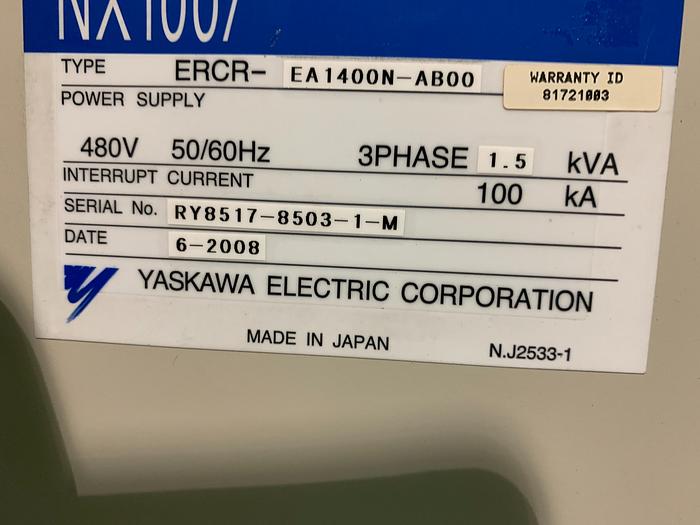 NX100/
TYPE ERCR- EA1400N-AB00
WARRANTY ID
81721003
POWER SUPPLY
480V 50/60Hz 3PHASE 1.5 kVA
INTERRUPT CURRENT 100 kA
SERIAL No. RY8517-8503-1-M
DATE 6-2008
YASKAWA ELECTRIC CORPORATION
MADE IN JAPAN N.J2533-1